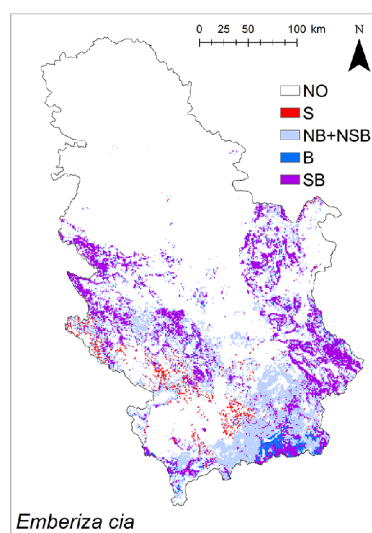 0 25 50 100 km
N
NO
S
NB+NSB
B
SB
Emberiza cia